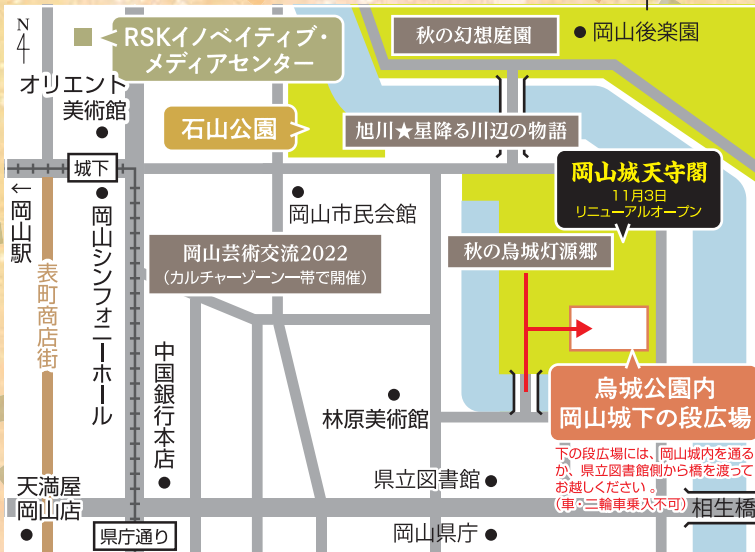 N
RSKイノベイティブ・
メディアセンター
秋の幻想庭園
岡山後楽園
オリエント
美術館
石山公園
旭川★星降る川辺の物語
城下
岡山城天守閣
11月3日
リニューアルオープン
←岡山駅
岡山市民会館
岡山シンフォニーホール
表町商店街
岡山芸術交流2022
(カルチャーゾーン一帯で開催)
秋の烏城灯源郷
中国銀行本店
林原美術館
烏城公園内
岡山城下の段広場
下の段広場には、岡山城内を通る
か、県立図書館側から橋を渡って
お越しください。
(車・二輪車乗入不可)
県立図書館
天満屋
岡山店
相生橋
県庁通り
岡山県庁